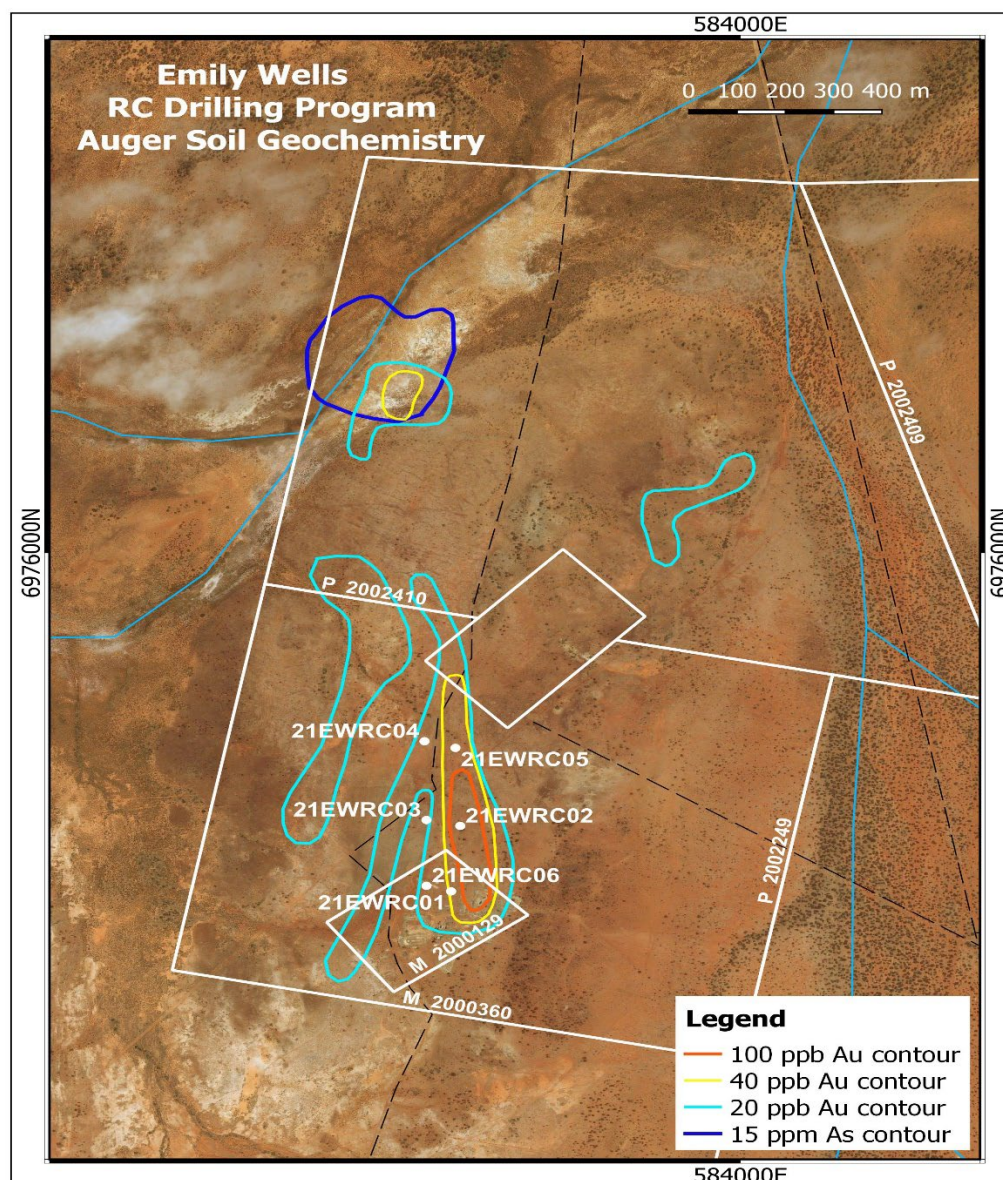 584000E
Emily Wells
RC Drilling Program
Auger Soil Geochemistry
0 100 200 300 400 m
P 2002409
6976000N
6976000N
P 2002410
21EWRC04
21EWRC05
21EWRC03
21EWRC02
21EWRC06
21EWRC01
M 2000129
P 2002249
M 2000360
Legend
100 ppb Au contour
40 ppb Au contour
20 ppb Au contour
15 ppm As contour
584000E